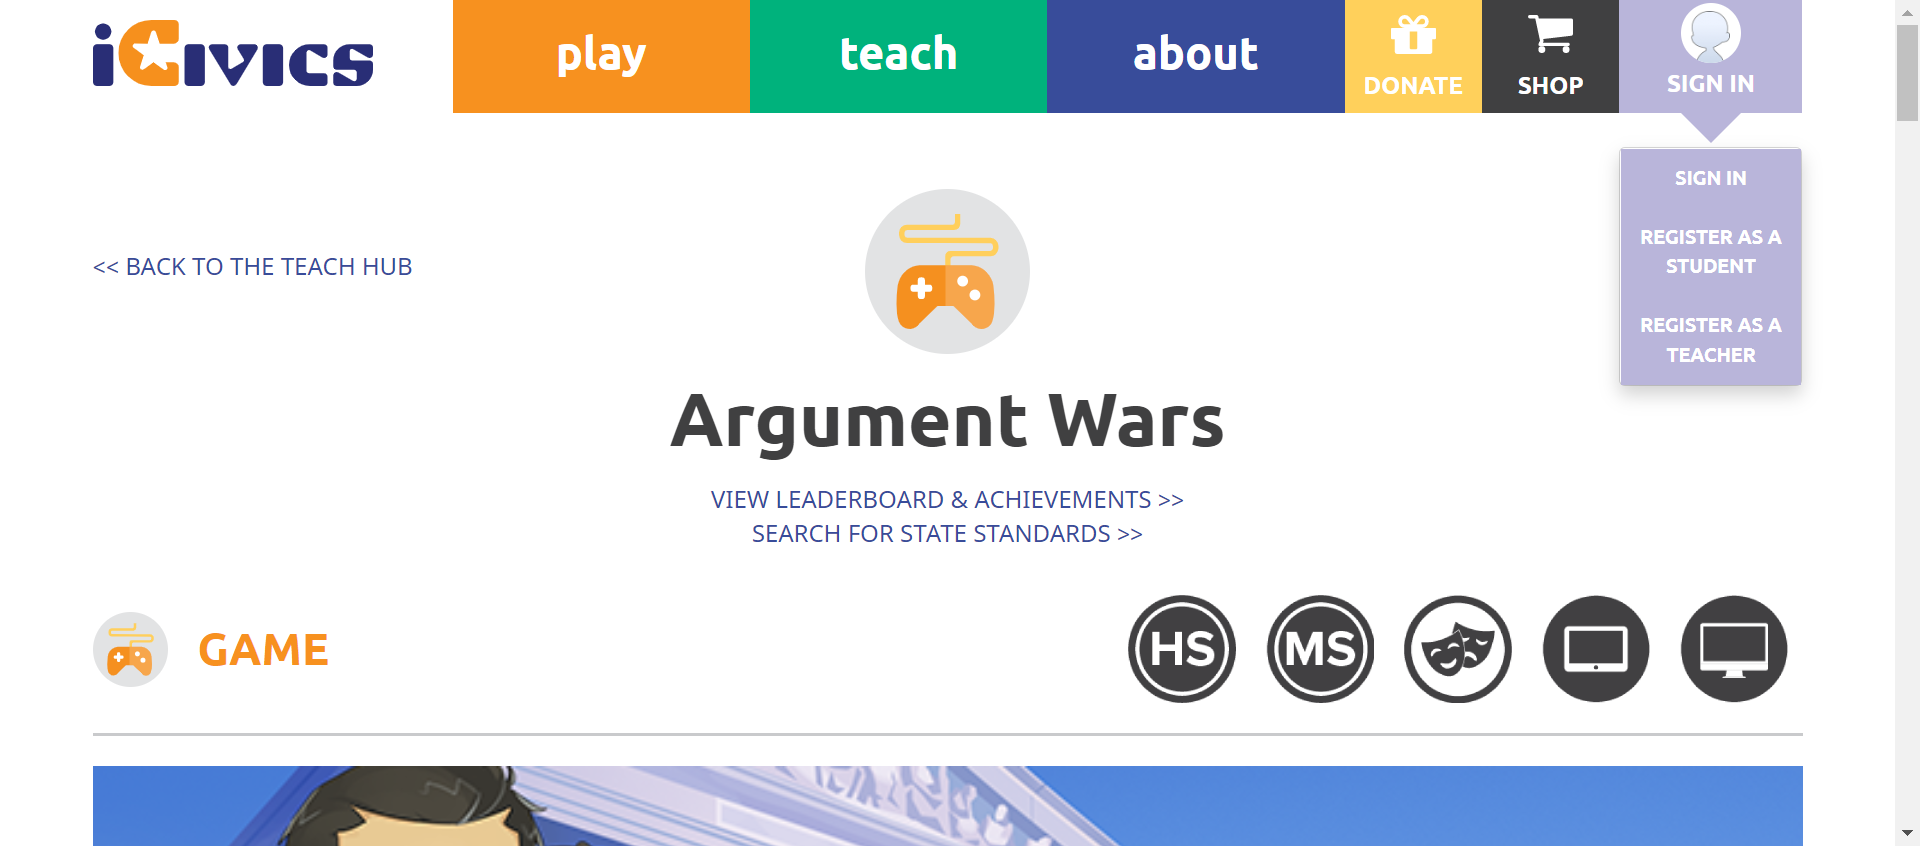 iCivics
play
teach
about
DONATE
SHOP
SIGN IN
SIGN IN
REGISTER AS A
STUDENT
REGISTER AS A
TEACHER
<< BACK TO THE TEACH HUB
Argument Wars
VIEW LEADERBOARD & ACHIEVEMENTS >>
SEARCH FOR STATE STANDARDS >>
GAME
HS
MS